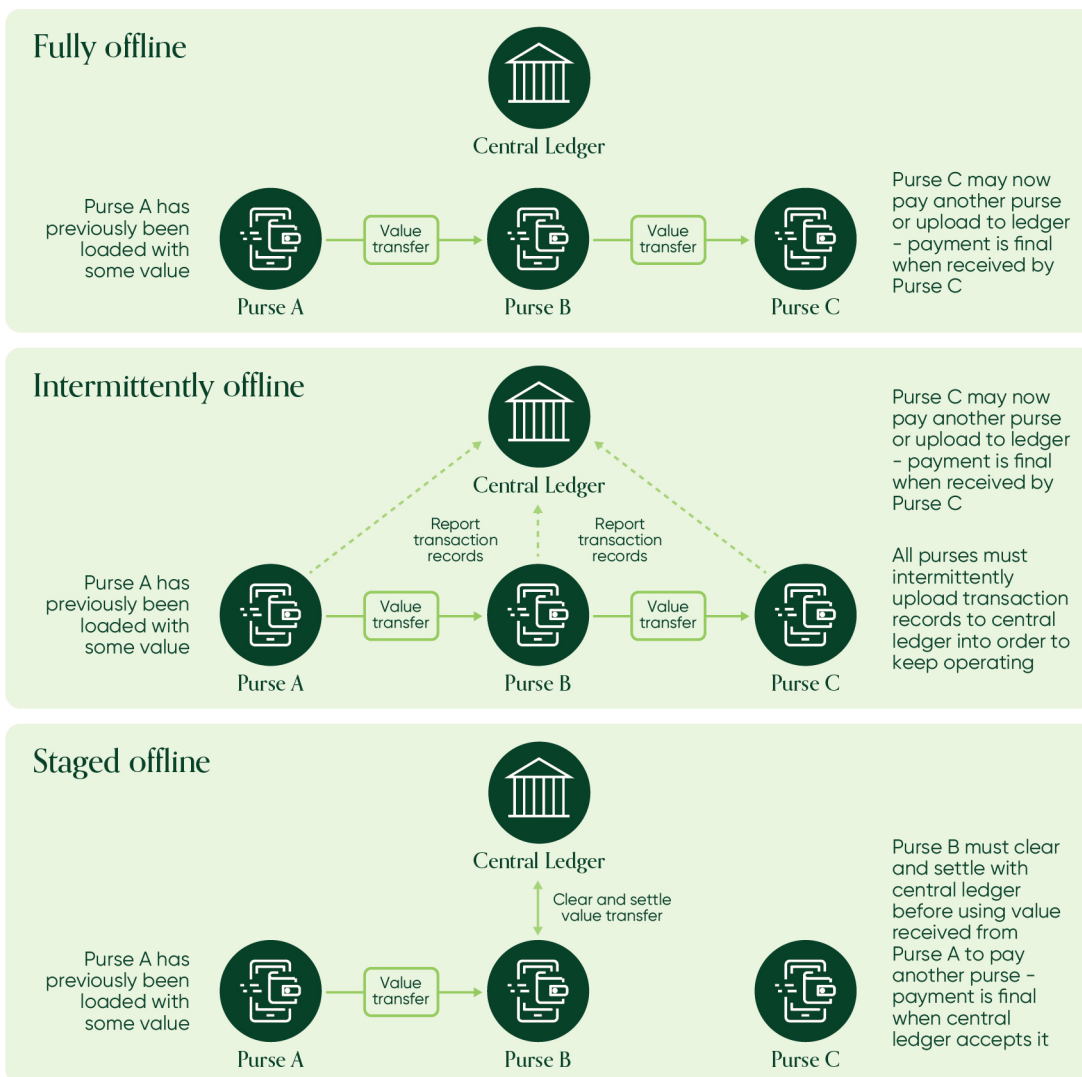 Fully offline
Central Ledger
Purse A has
previously been
loaded with
some value
Value
transfer
Value
transfer
Purse A
Purse B
Purse C
Purse C may now
pay another purse
or upload to ledger
- payment is final
when received by
Purse C
Intermittently offline
Central Ledger
Report
transaction
records
Report
transaction
records
Purse A has
previously been
loaded with
some value
Value
transfer
Value
transfer
Purse A
Purse B
Purse C
Purse C may now
pay another purse
or upload to ledger
- payment is final
when received by
Purse C
All purses must
intermittently
upload transaction
records to central
ledger into order to
keep operating
Staged offline
Central Ledger
Clear and settle
value transfer
Purse A has
previously been
loaded with
some value
Value
transfer
Purse A
Purse B
Purse C
Purse B must clear
and settle with
central ledger
before using value
received from
Purse A to pay
another purse -
payment is final
when central
ledger accepts it